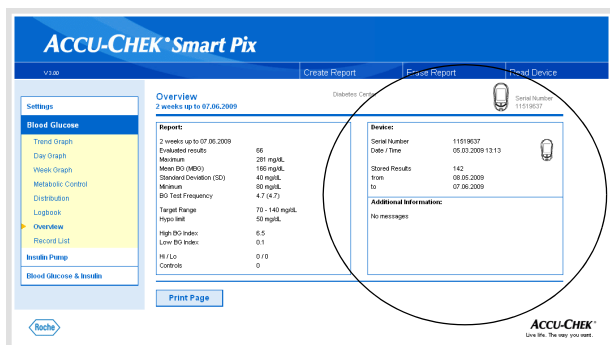 ACCU-CHEK® Smart Pix
V 3.00
Create Report Erase Report Read Device
Overview
2 weeks up to 07.06.2009
Diabetes Center
Serial Number
11519637
Settings
Blood Glucose
Trend Graph
Day Graph
Week Graph
Metabolic Control
Distribution
Logbook
Overview
Record List
Insulin Pump
Blood Glucose & Insulin
Report:
2 weeks up to 07.06.2009
Evaluated results 66
Maximum 281 mg/dL
Mean BG (MBG) 166 mg/dL
Standard Deviation (SD) 40 mg/dL
Minimum 80 mg/dL
BG Test Frequency 4.7 (4.7)
Target Range 70 - 140 mg/dL
Hypo limit 50 mg/dL
High BG Index 6.5
Low BG Index 0.1
HI / Lo 0 / 0
Controls 0
Device:
Serial Number 11519637
Date / Time 05.03.2009 13:13
Stored Results 142
from 08.05.2009
to 07.06.2009
Additional Information:
No messages
Print Page
Roche
ACCU-CHEK®
Live life. The way you want.